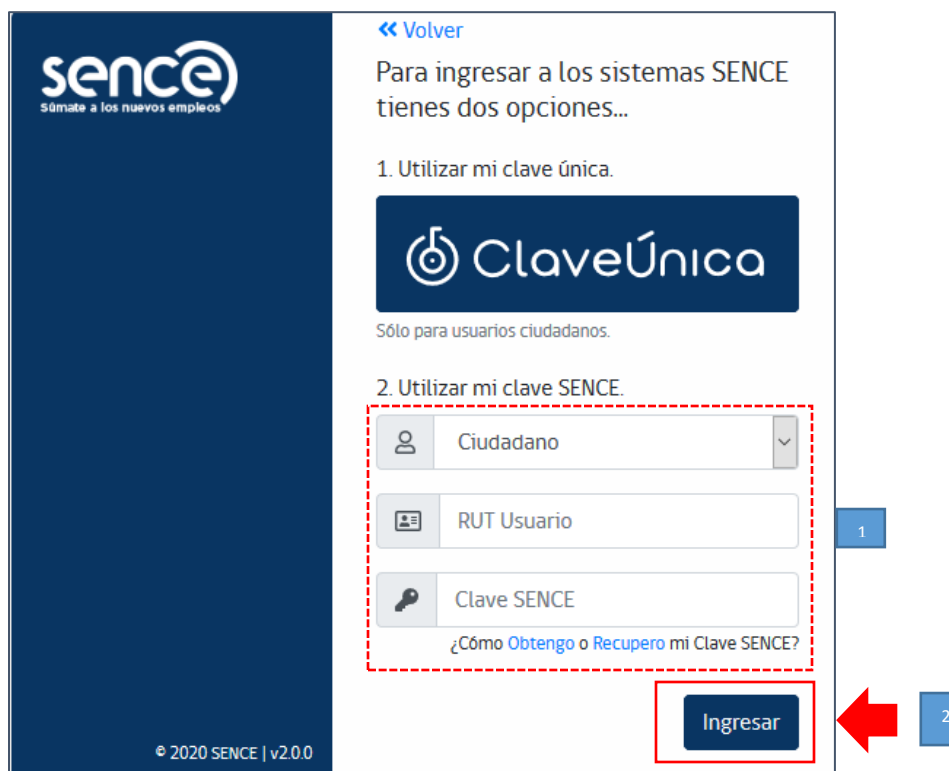 sence
Súmate a los nuevos empleos
© 2020 SENCE | v2.0.0
Volver
Para ingresar a los sistemas SENCE
tienes dos opciones...
1. Utilizar mi clave única.
ClaveÚnica
Sólo para usuarios ciudadanos.
2. Utilizar mi clave SENCE.
Ciudadano
RUT Usuario
Clave SENCE
¿Cómo Obtengo o Recupero mi Clave SENCE?
1
Ingresar
2